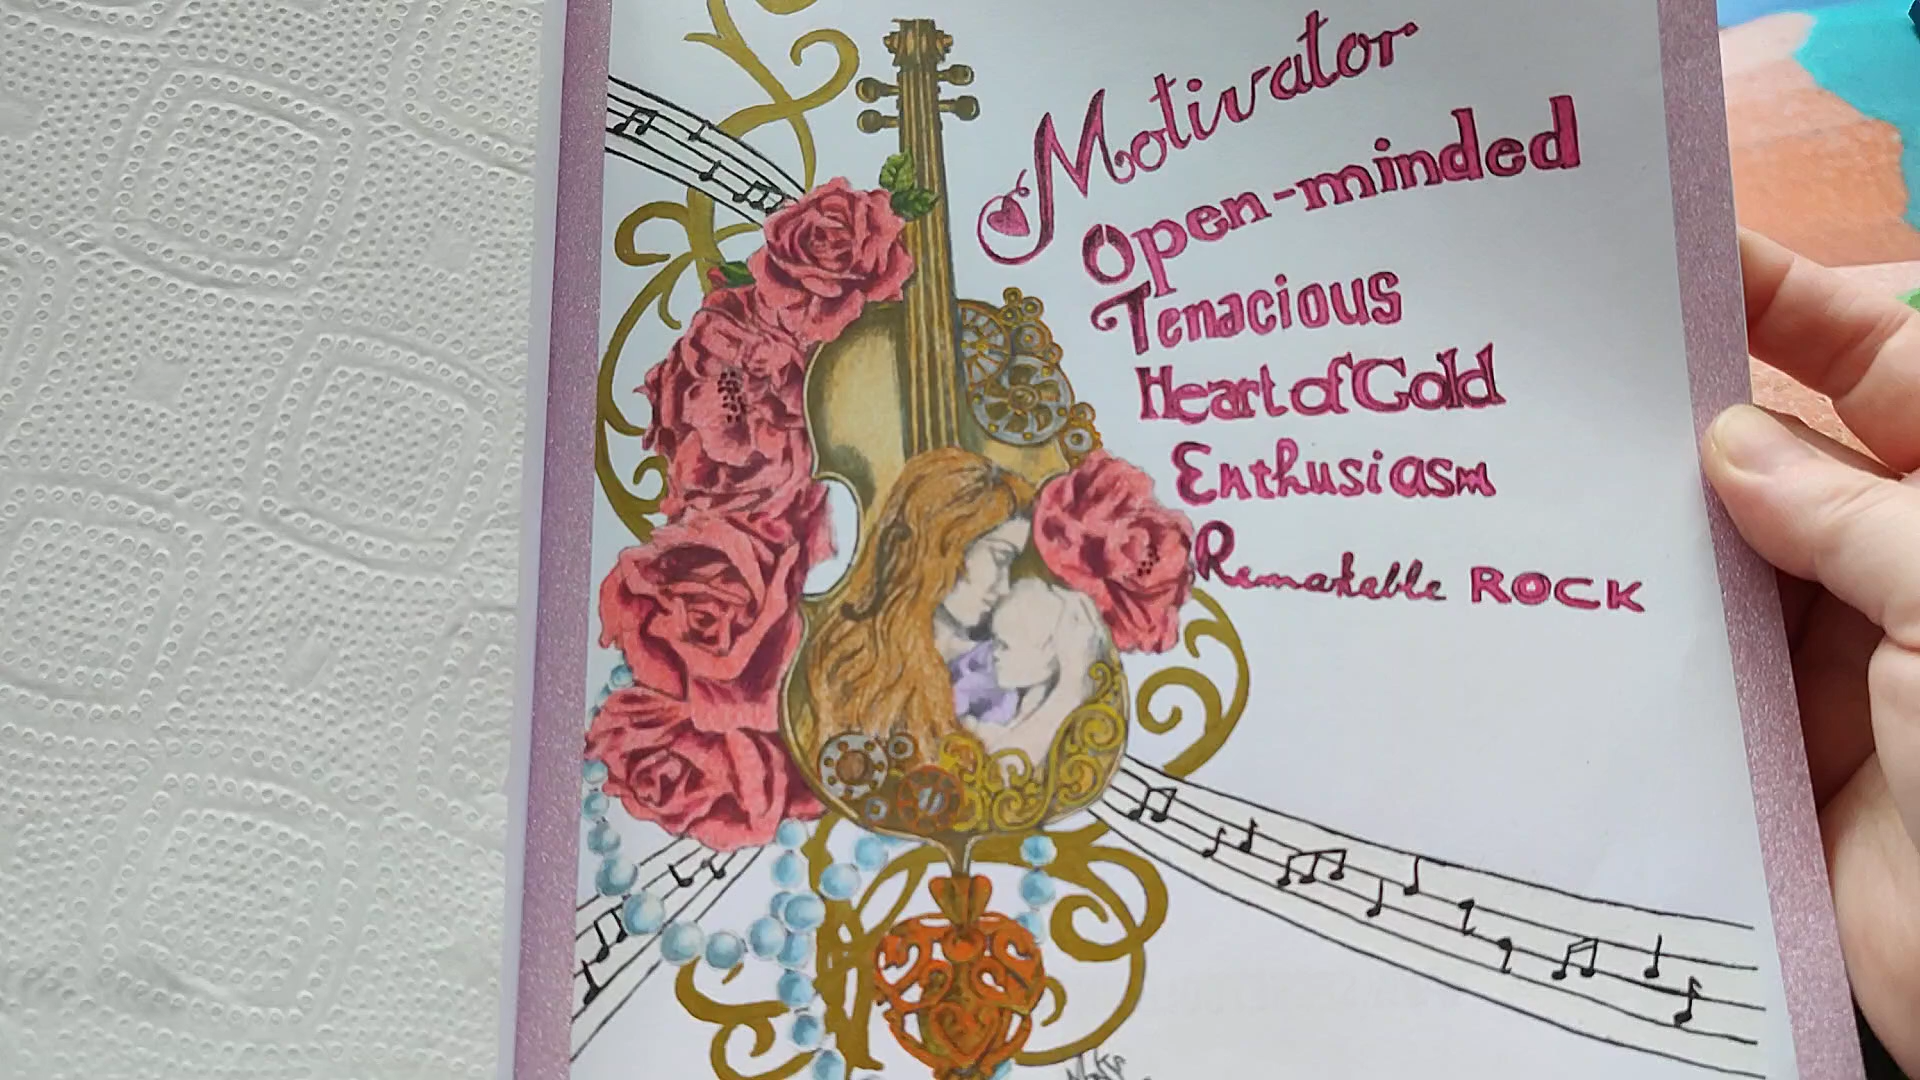 Motivator
Open-minded
Tenacious
Heart of Gold
Enthusiasm
Remarkable ROCK